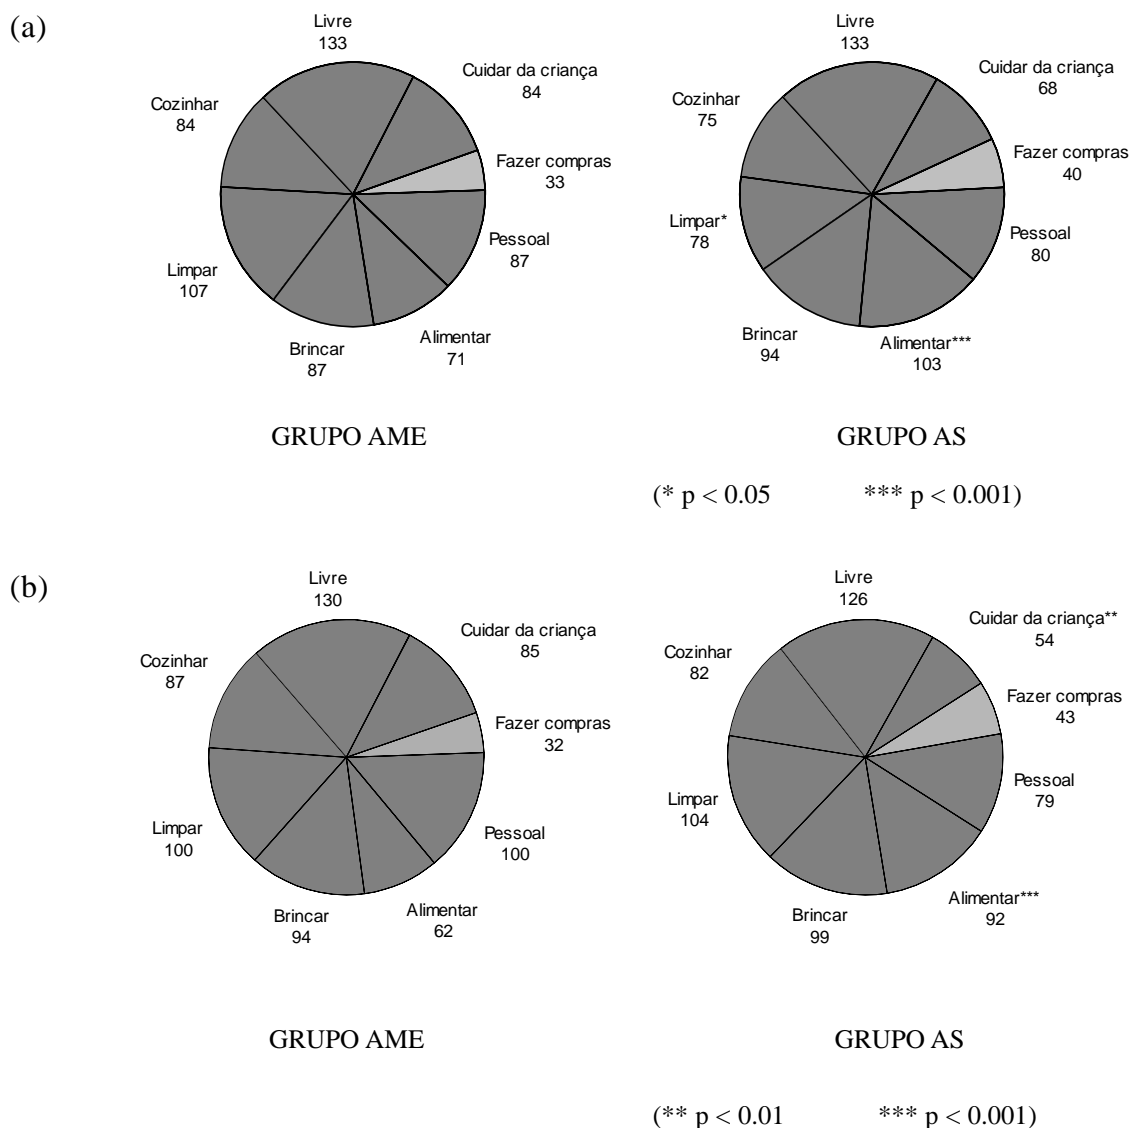 (a)
Livre
133
Cuidar da criança
84
Fazer compras
33
Pessoal
87
Alimentar
71
Brincar
87
Limpar
107
Cozinhar
84
GRUPO AME
Livre
133
Cuidar da criança
68
Fazer compras
40
Pessoal
80
Alimentar***
103
Brincar
94
Limpar*
78
Cozinhar
75
GRUPO AS
(* p < 0.05 *** p < 0.001)
(b)
Livre
130
Cuidar da criança
85
Fazer compras
32
Pessoal
100
Alimentar
62
Brincar
94
Limpar
100
Cozinhar
87
GRUPO AME
Livre
126
Cuidar da criança**
54
Fazer compras
43
Pessoal
79
Alimentar***
92
Brincar
99
Limpar
104
Cozinhar
82
GRUPO AS
(** p < 0.01 *** p < 0.001)